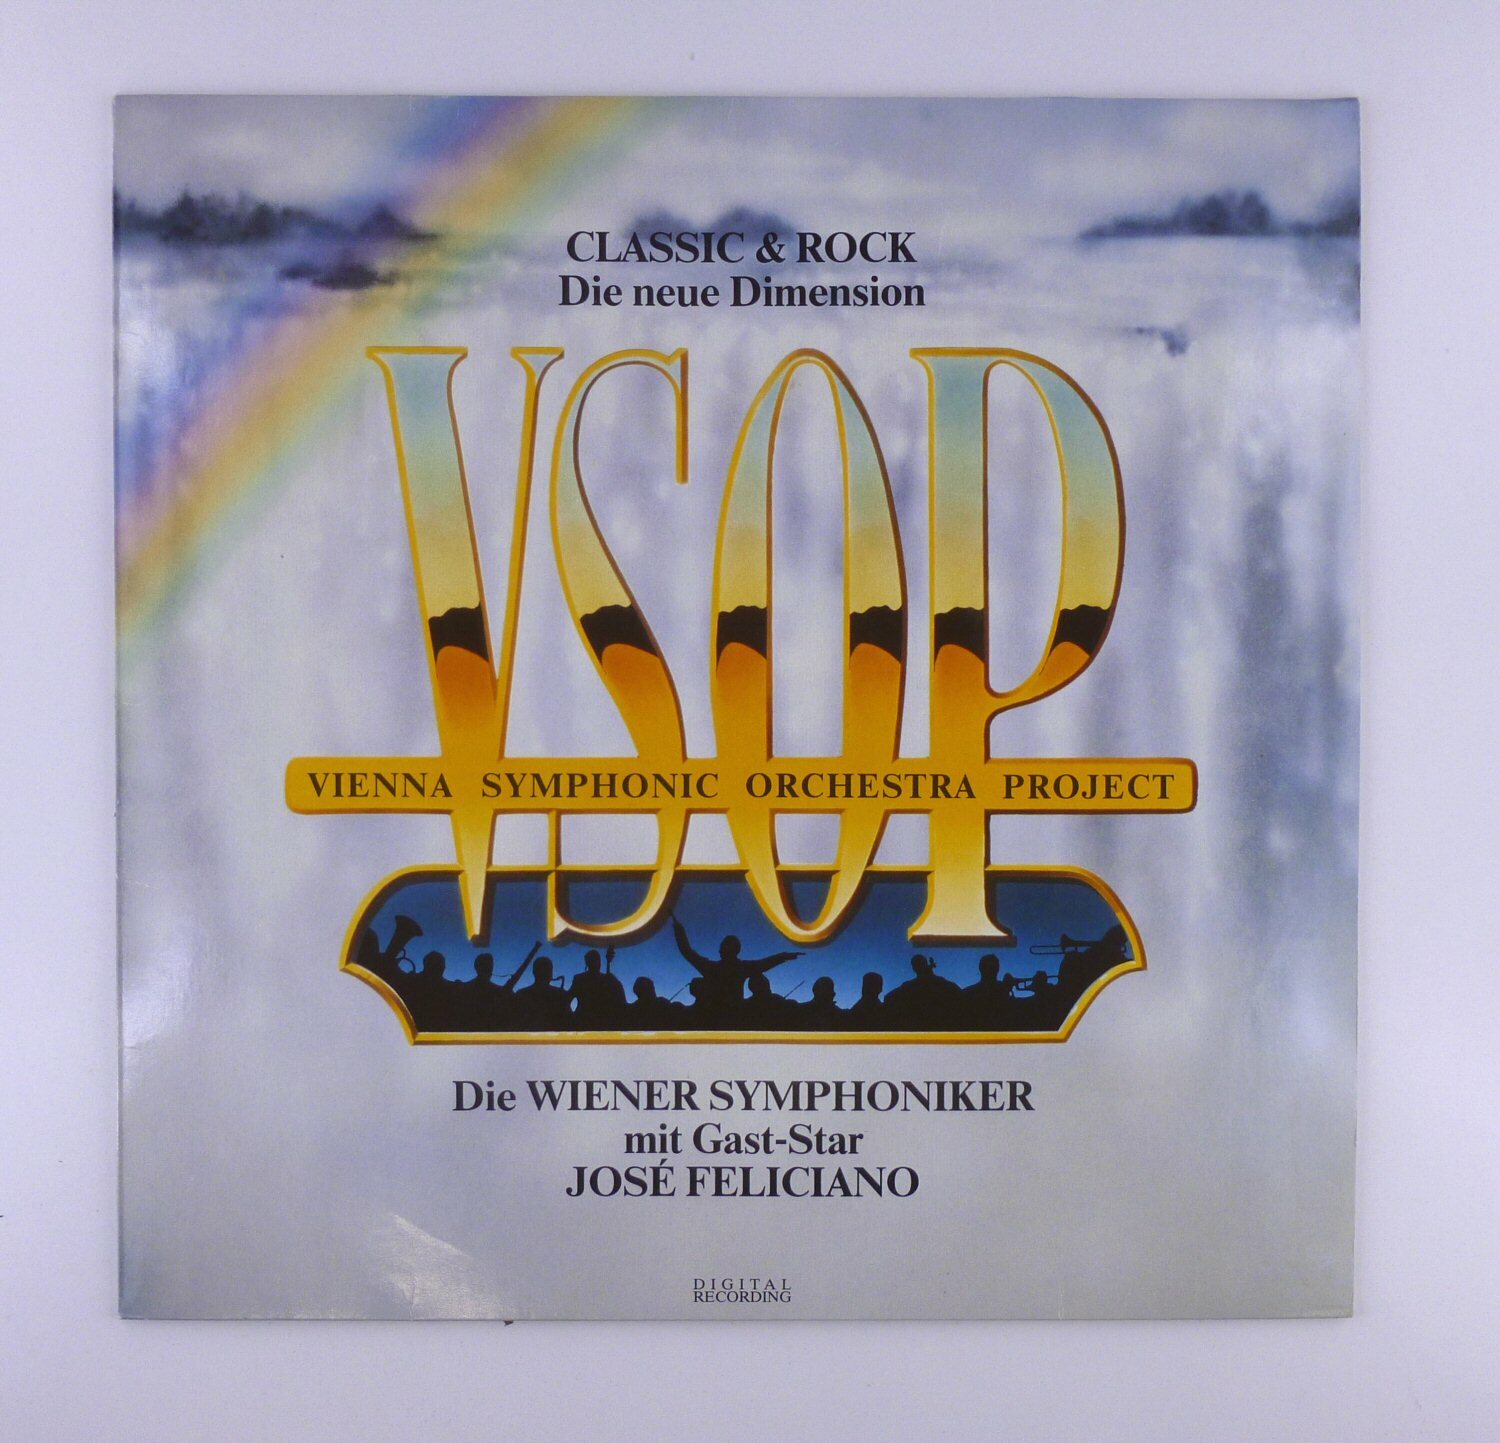 CLASSIC & ROCK
Die neue Dimension
VSOP
VIENNA SYMPHONIC ORCHESTRA PROJECT
Die WIENER SYMPHONIKER
mit Gast-Star
JOSÉ FELICIANO
DIGITAL
RECORDING